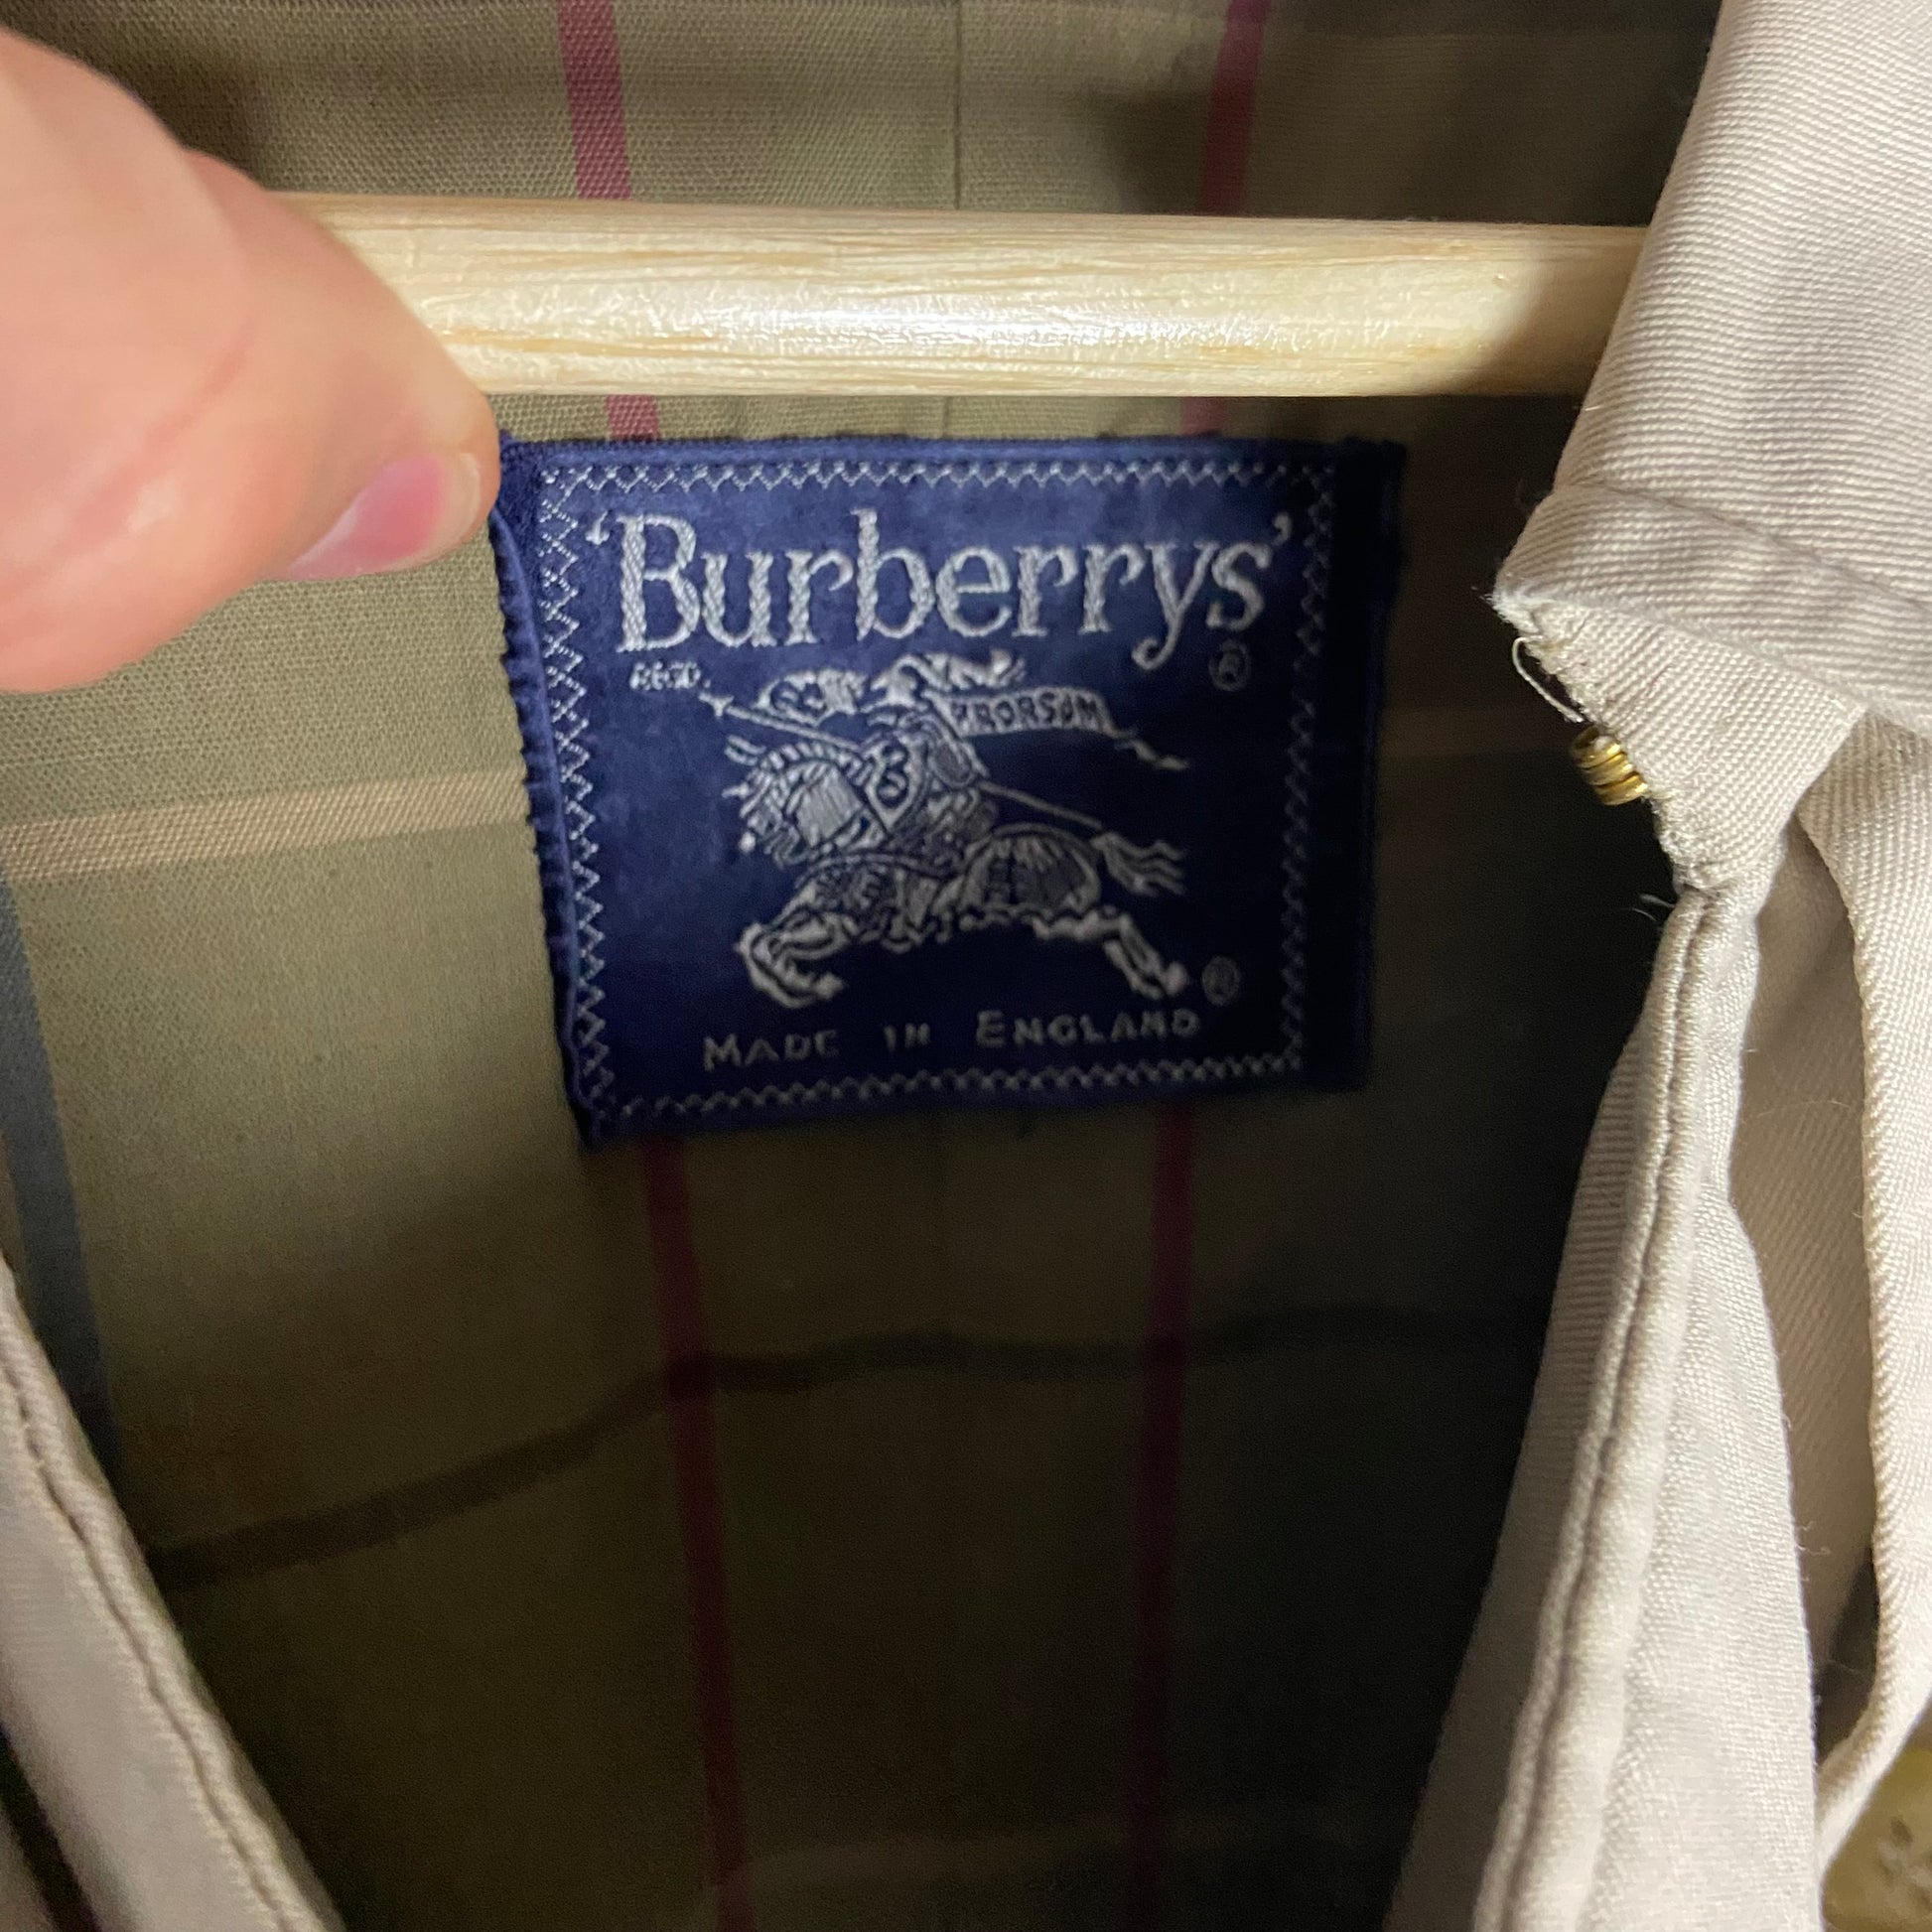 ‘Burberrys’
REGD. ®
PRORSUM
®
MADE IN ENGLAND